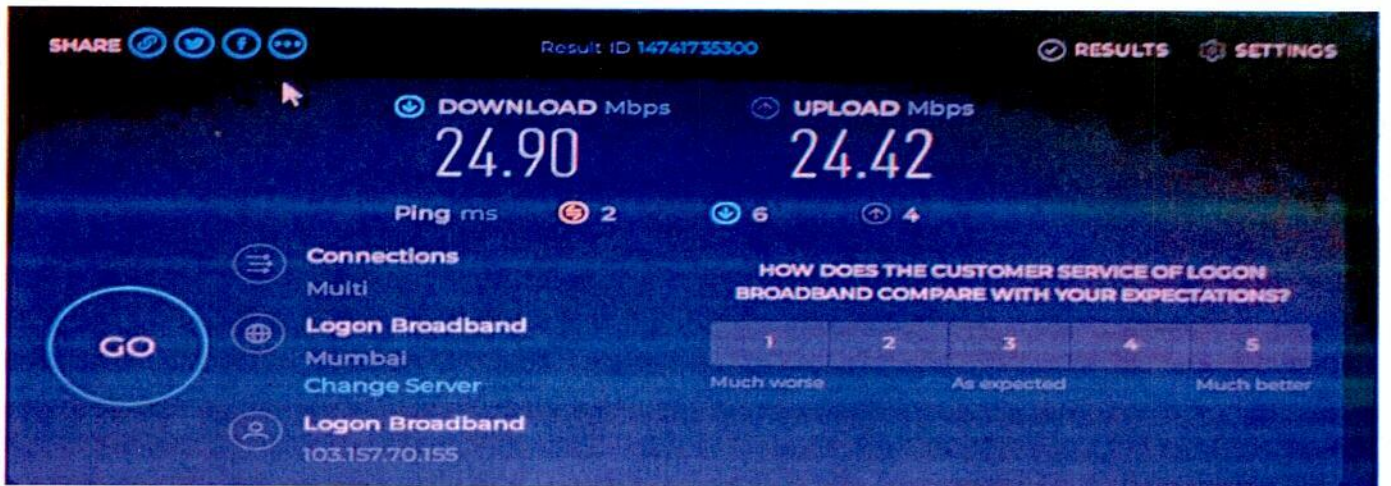 SHARE
Result ID 14741735300
RESULTS SETTINGS
DOWNLOAD Mbps UPLOAD Mbps
24.90 24.42
Ping ms 2 6 4
Connections
Multi
HOW DOES THE CUSTOMER SERVICE OF LOGON
BROADBAND COMPARE WITH YOUR EXPECTATIONS?
GO
Logon Broadband
Mumbai
Change Server
1 2 3 4 5
Much worse As expected Much better
Logon Broadband
103.157.70.155